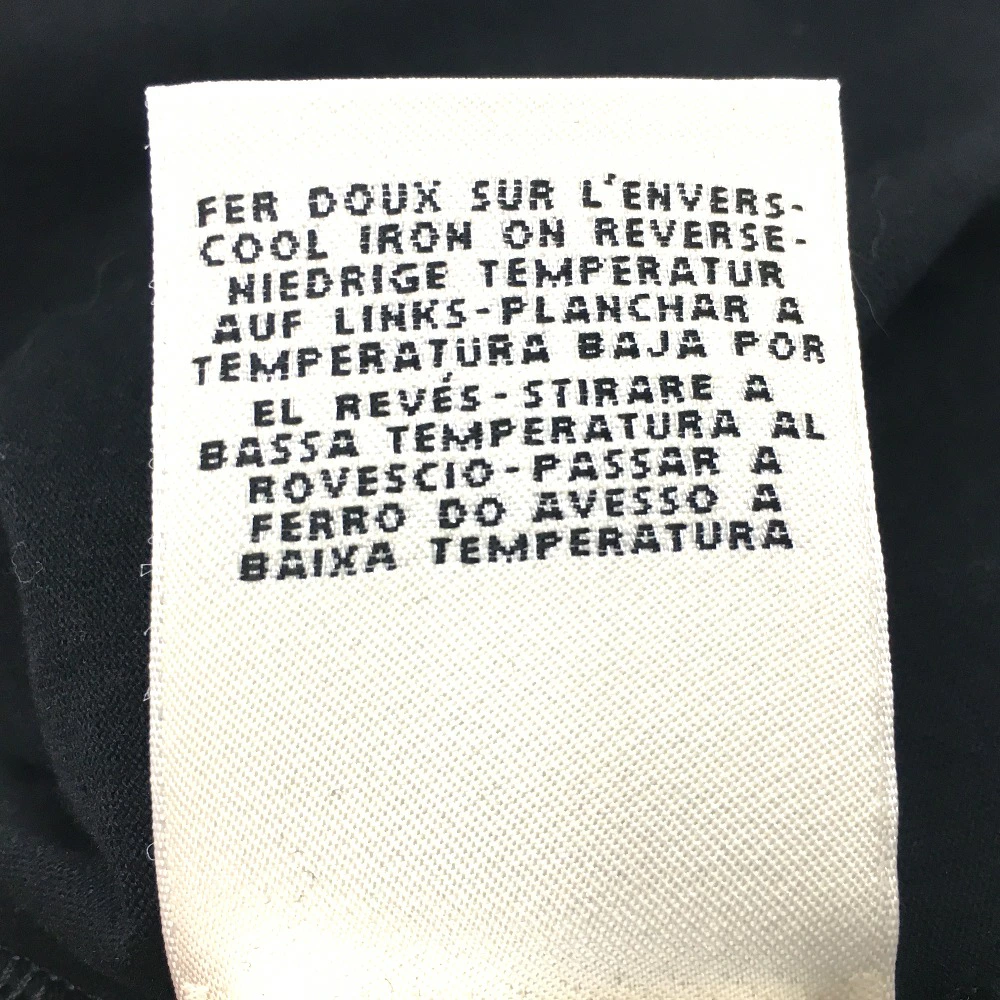 FER DOUX SUR L'ENVERS-
COOL IRON ON REVERSE-
NIEDRIGE TEMPERATUR
AUF LINKS-PLANCHAR A
TEMPERATURA BAJA POR
EL REVÉS-STIRARE A
BASSA TEMPERATURA AL
ROVESCIO-PASSAR A
FERRO DO AVESSO A
BAIXA TEMPERATURA